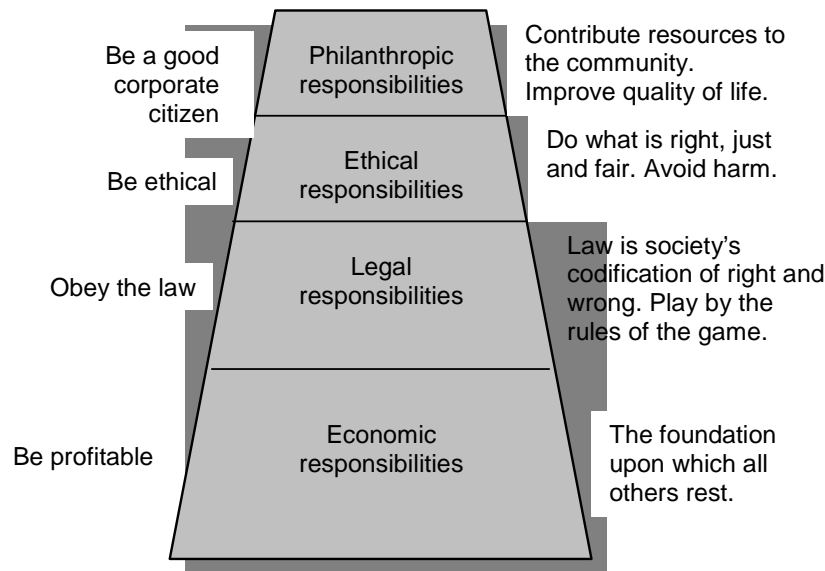 Be a good
corporate
citizen
Philanthropic
responsibilities
Contribute resources to
the community.
Improve quality of life.
Be ethical
Ethical
responsibilities
Do what is right, just
and fair. Avoid harm.
Obey the law
Legal
responsibilities
Law is society’s
codification of right and
wrong. Play by the
rules of the game.
Be profitable
Economic
responsibilities
The foundation
upon which all
others rest.